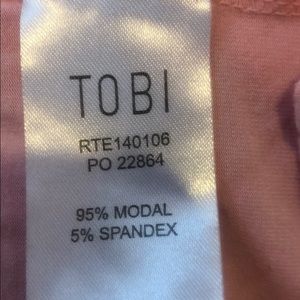 TOBI
RTE140106
PO 22864
95% MODAL
5% SPANDEX